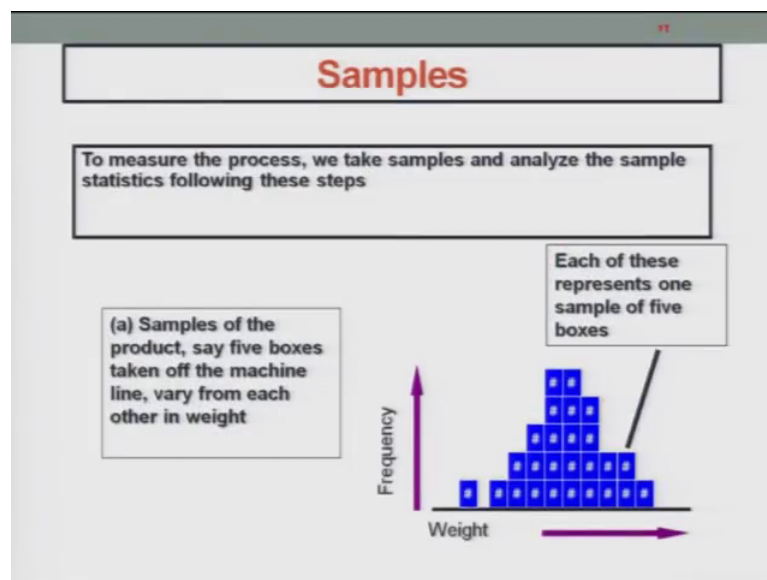 Samples
To measure the process, we take samples and analyze the sample
statistics following these steps
Each of these
represents one
sample of five
boxes
(a) Samples of the
product, say five boxes
taken off the machine
line, vary from each
other in weight
Frequency
# #
# # #
# # # #
# # # # # # #
# # # # # # # # # #
Weight